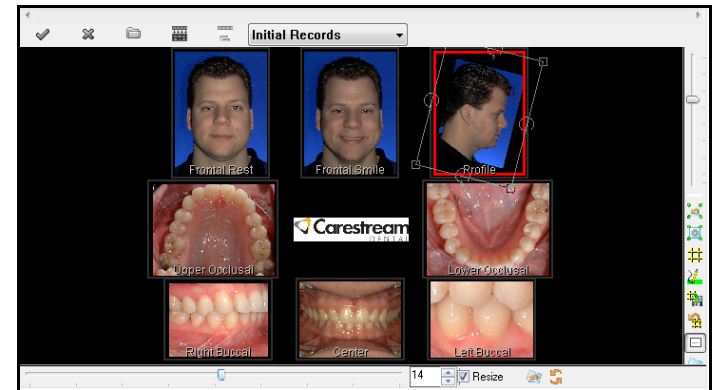 Initial Records
Frontal Rest
Frontal Smile
Profile
Upper Occlusal
Carestream
DENTAL
Lower Occlusal
Right Buccal
Center
Left Buccal
14
Resize